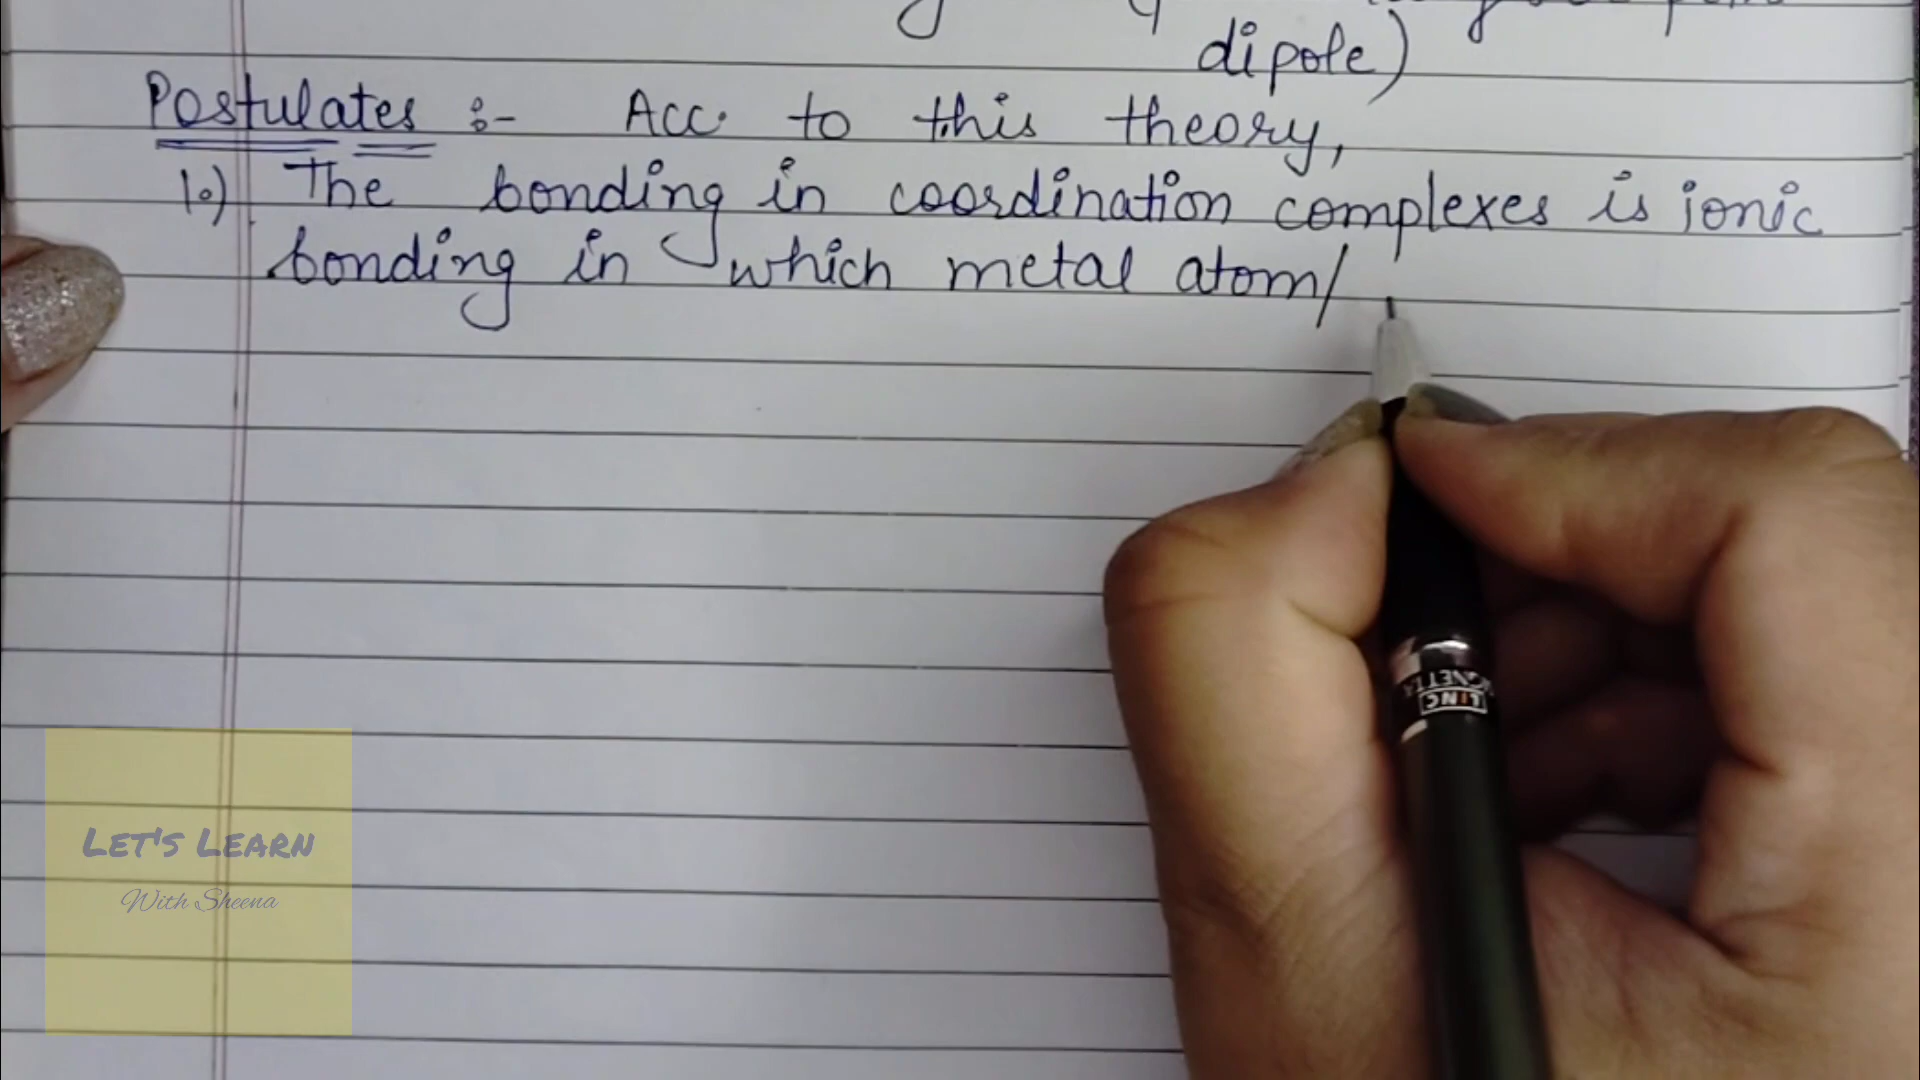 dipole)
Postulates :- Acc. to this theory,
1.) The bonding in coordination complexes is ionic
bonding in which metal atom/
LINC
LET'S LEARN
With Sheena